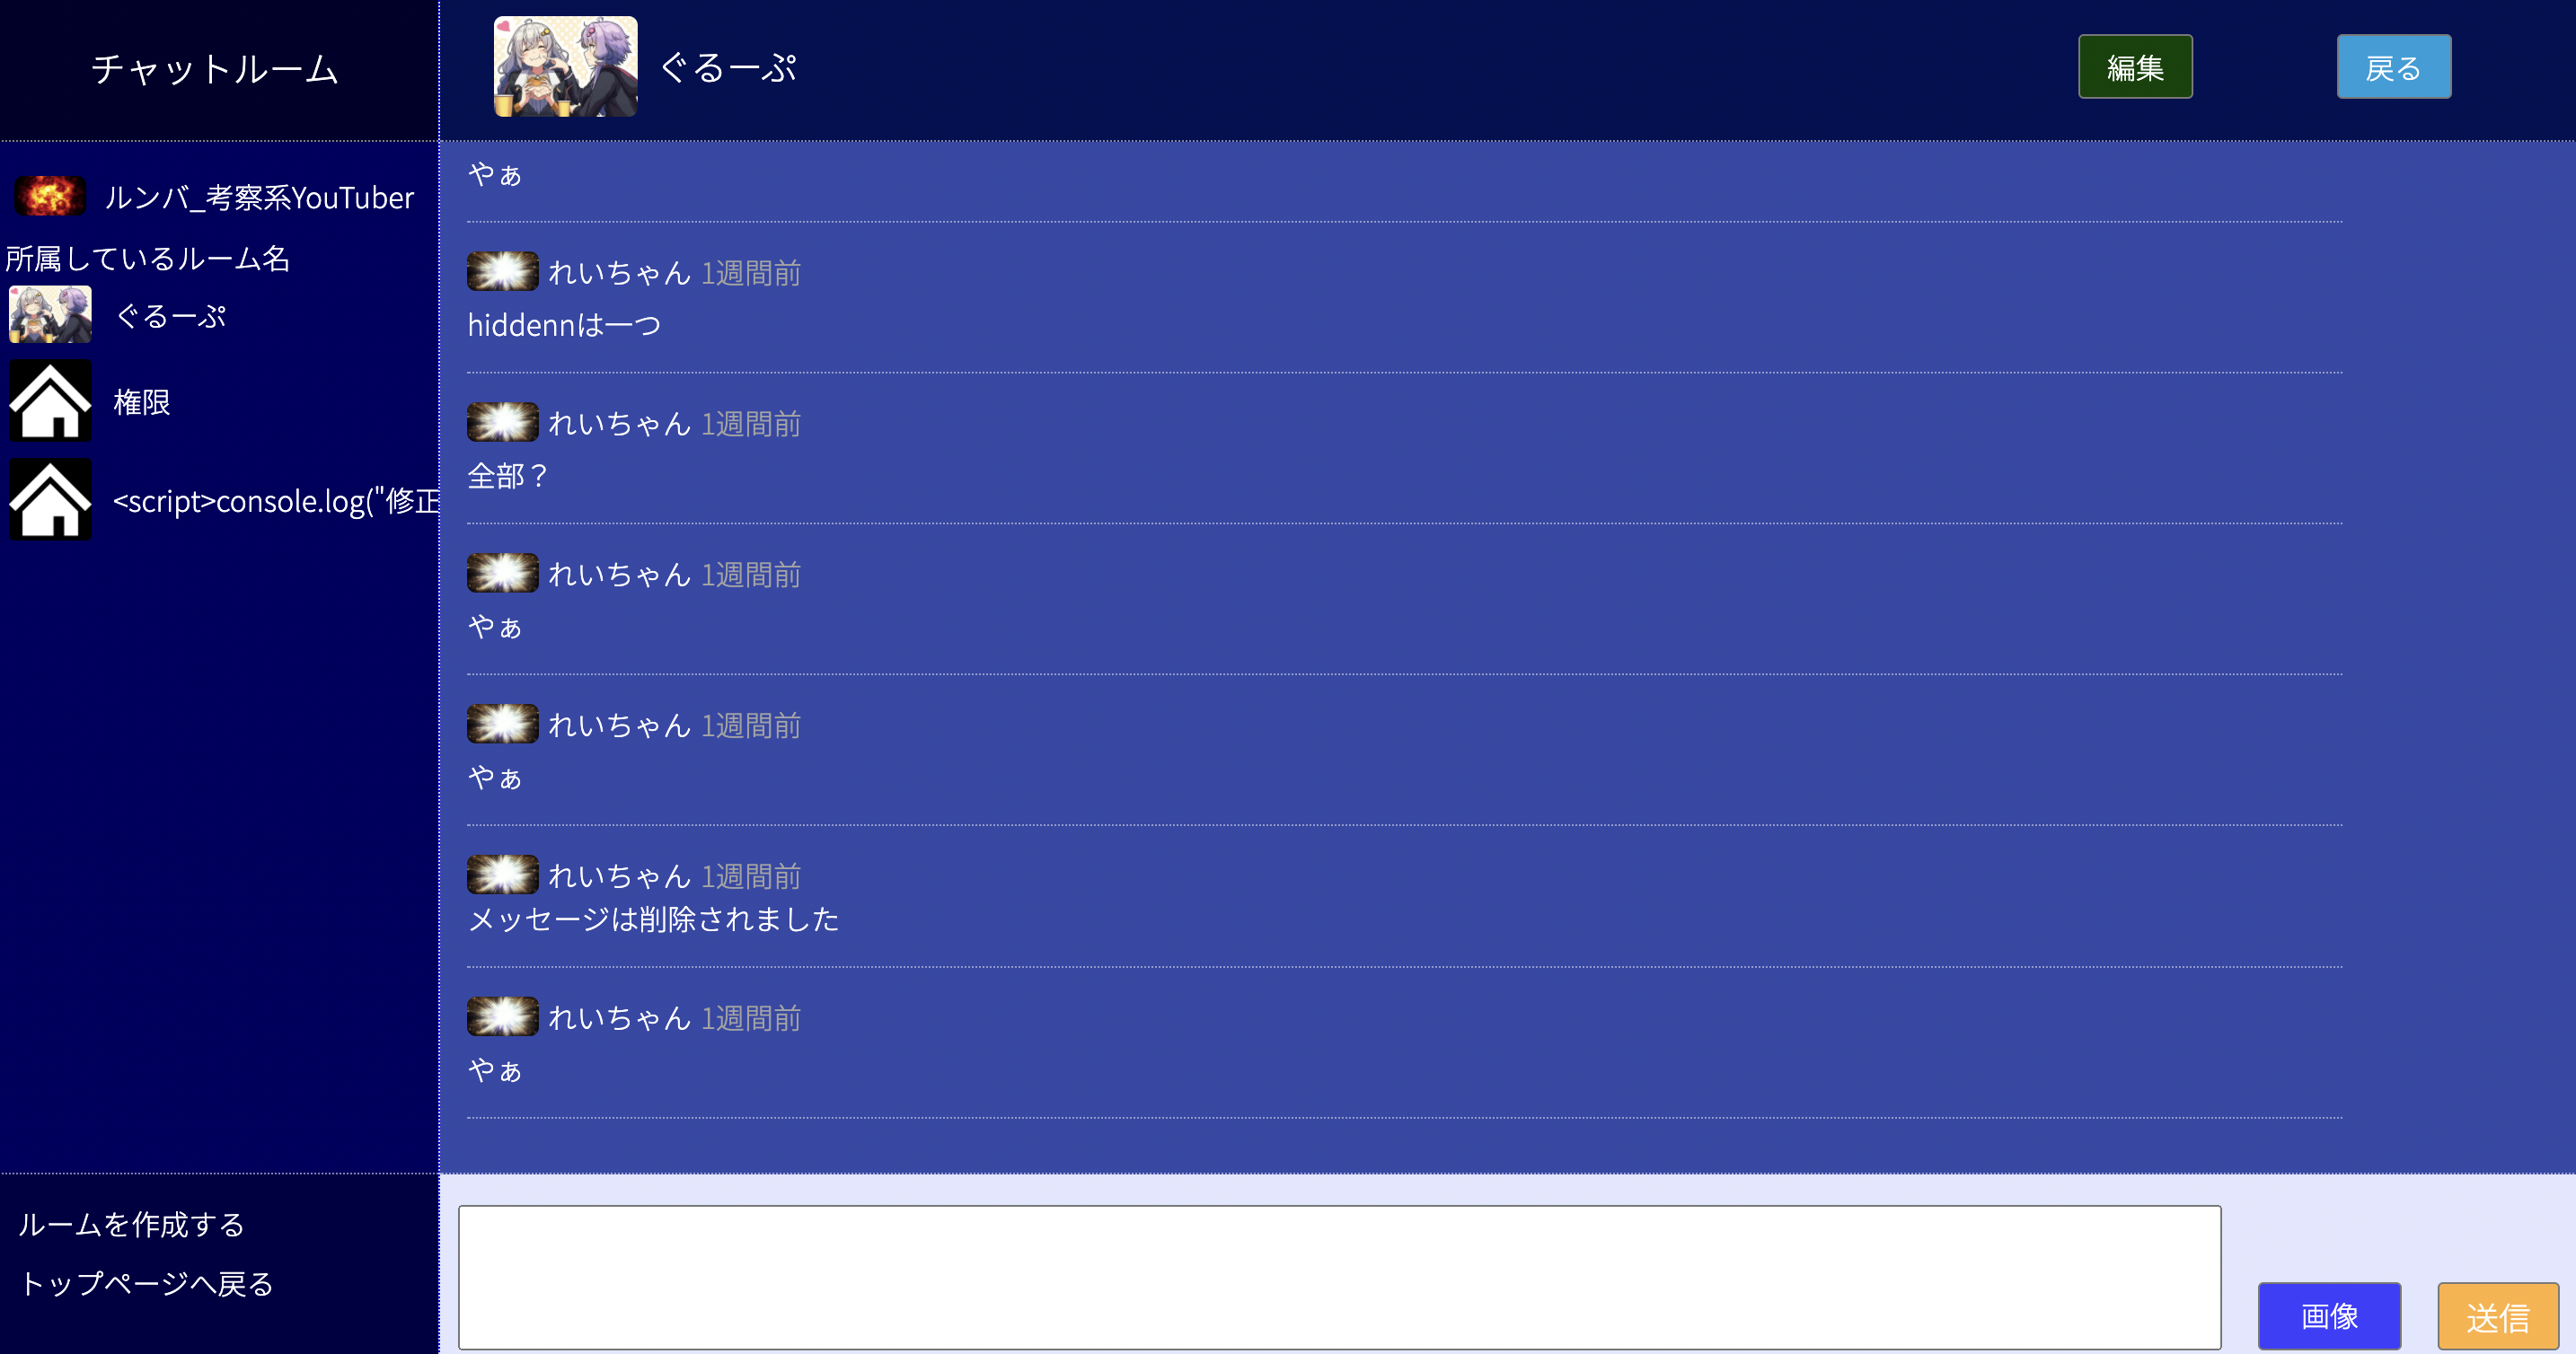 チャットルーム
ルンバ_考察系YouTuber
所属しているルーム名
ぐるーぷ
権限
<script>console.log("修正
ルームを作成する
トップページへ戻る
ぐるーぷ
編集
戻る
やぁ
れいちゃん 1週間前
hiddennは一つ
れいちゃん 1週間前
全部？
れいちゃん 1週間前
やぁ
れいちゃん 1週間前
やぁ
れいちゃん 1週間前
メッセージは削除されました
れいちゃん 1週間前
やぁ
画像
送信